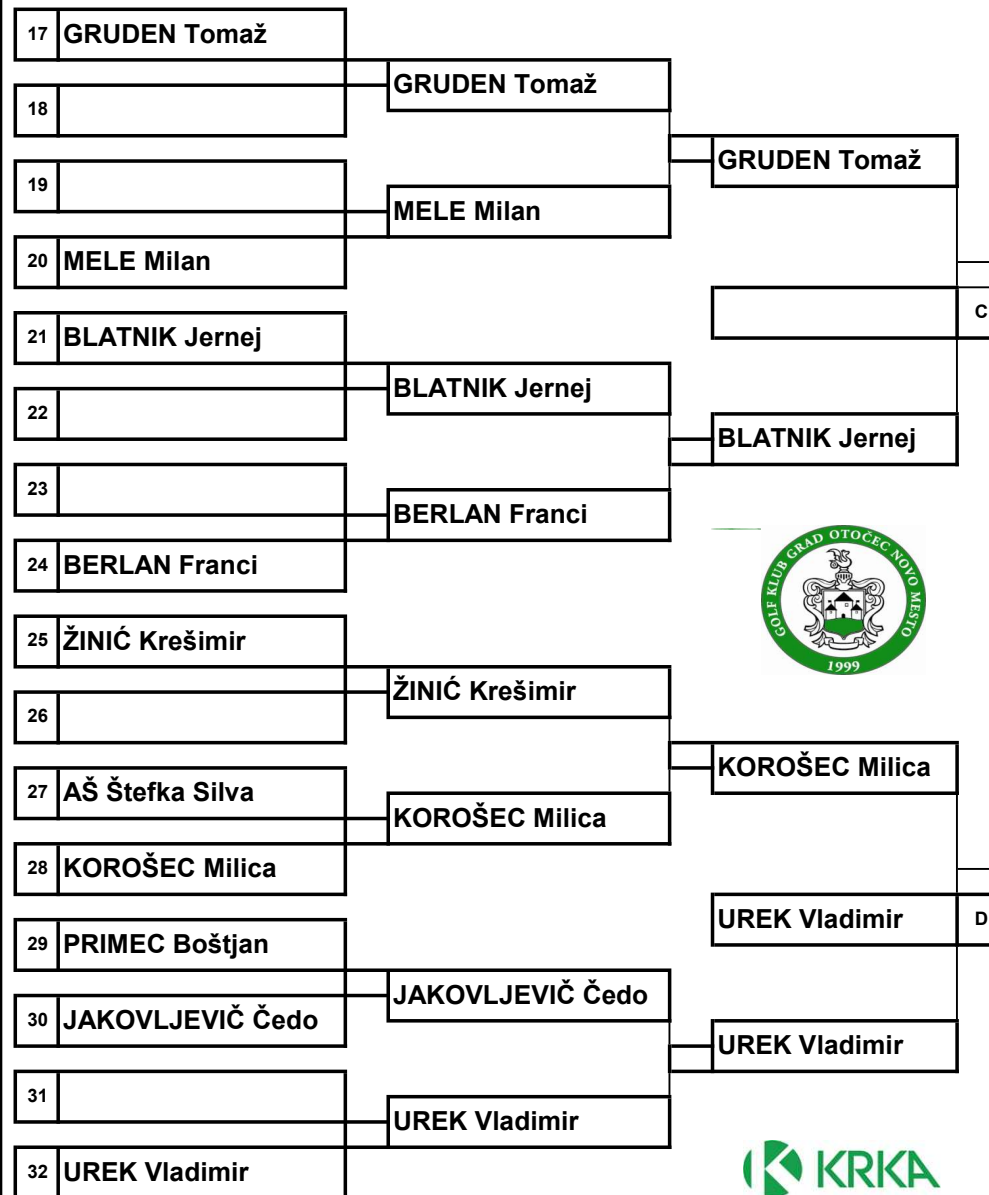 17 GRUDEN Tomaž
GRUDEN Tomaž
18
GRUDEN Tomaž
19
MELE Milan
20 MELE Milan
C
21 BLATNIK Jernej
BLATNIK Jernej
22
BLATNIK Jernej
23
BERLAN Franci
24 BERLAN Franci
GOLF KLUB GRAD OTOČEC NOVO MESTO
1999
25 ŽINIĆ Krešimir
ŽINIĆ Krešimir
26
KOROŠEC Milica
27 AŠ Štefka Silva
KOROŠEC Milica
28 KOROŠEC Milica
UREK Vladimir D
29 PRIMEC Boštjan
JAKOVLJEVIČ Čedo
30 JAKOVLJEVIČ Čedo
UREK Vladimir
31
UREK Vladimir
32 UREK Vladimir
KRKA